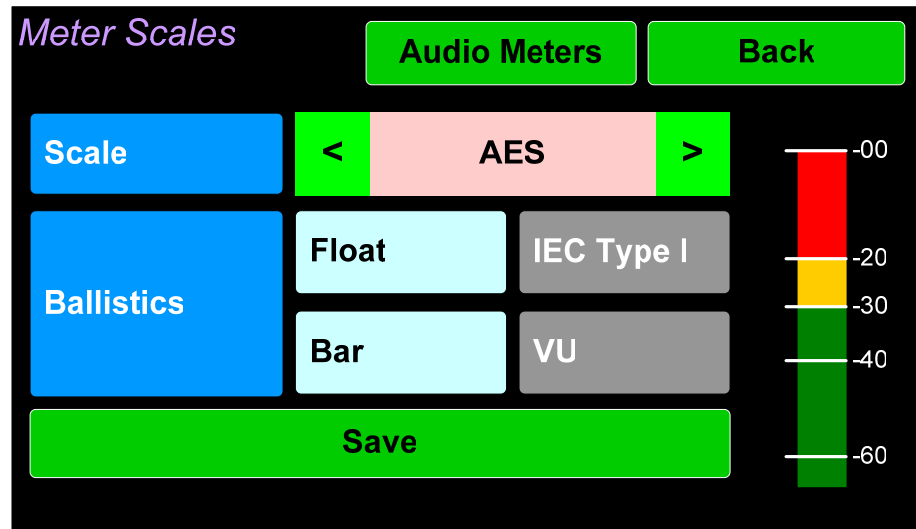 Meter Scales
Audio Meters
Back
Scale
<
AES
>
Ballistics
Float
IEC Type I
Bar
VU
Save
-00
-20
-30
-40
-60